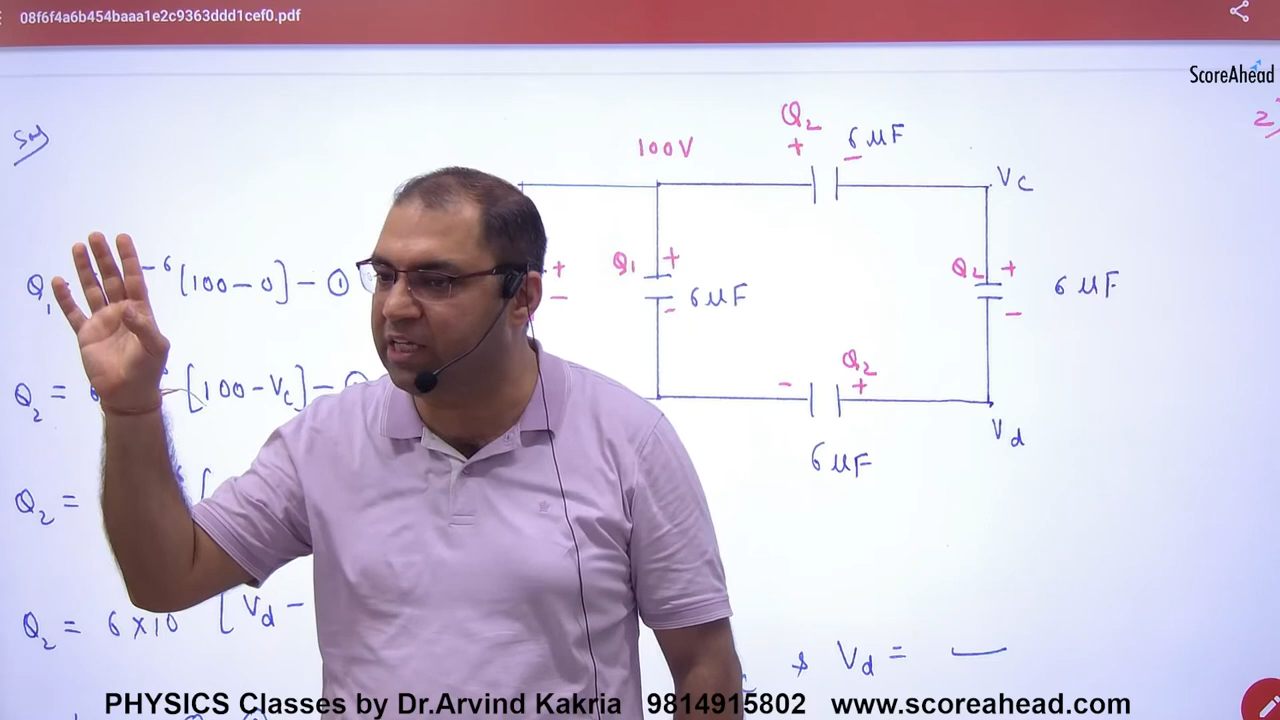 08f6f4a6b454baaa1e2c9363ddd1cef0.pdf
ScoreAhead
Sol
2
Q₂
+
6 μF
100V
Vc
Q₁ –6 [100–0] – ①
+
–
Q₁ +
6 μF
–
Q₂ +
6 μF
–
Q₂ = [100–Vc] –
Q₂
– +
6 μF
Vd
Q₂ = [
Q₂ = 6×10 [Vd –
& Vd = —
PHYSICS Classes by Dr.Arvind Kakria 9814915802 www.scoreahead.com